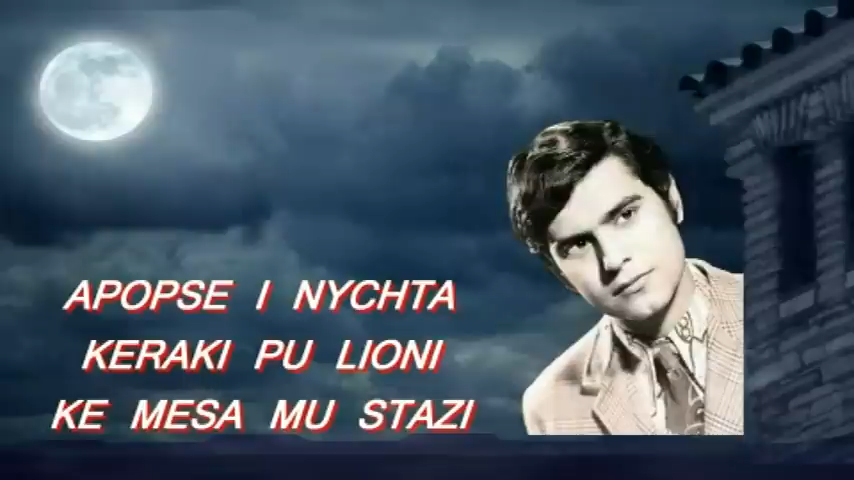 APOPSE I NYCHTA
KERAKI PU LIONI
KE MESA MU STAZI